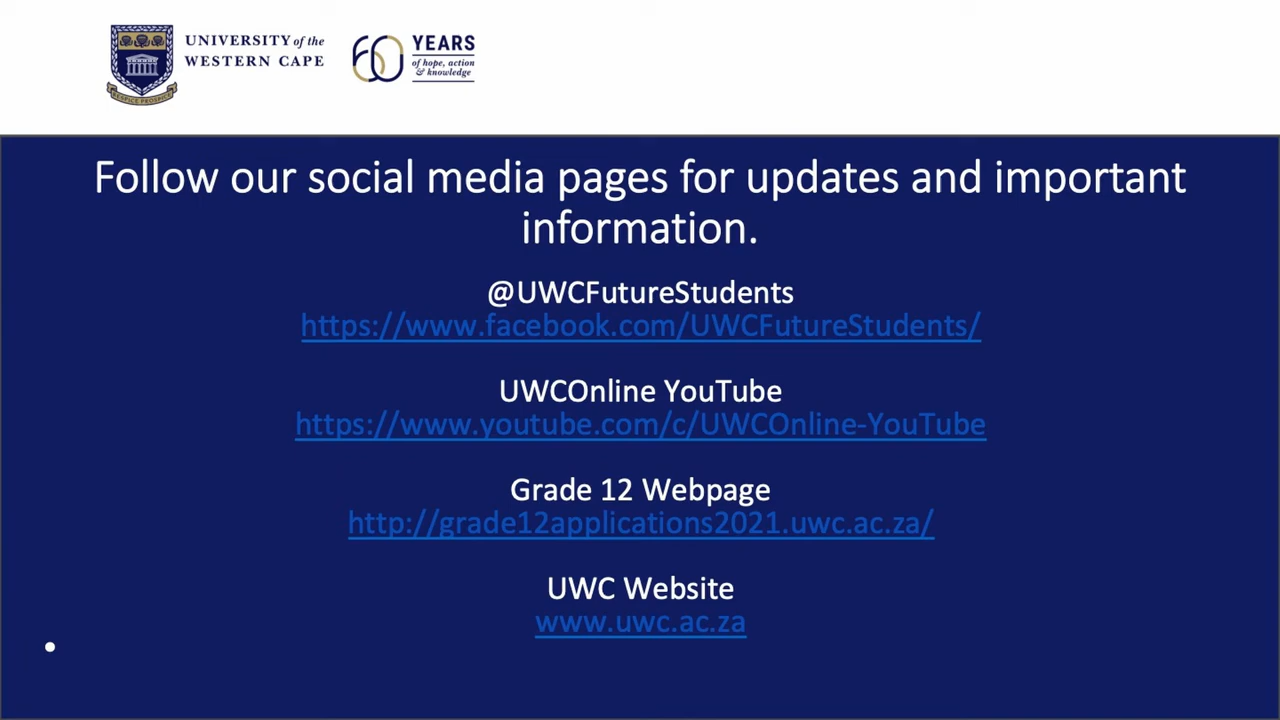 UNIVERSITY of the
WESTERN CAPE
RESPICE PROSPICE
60 YEARS
of hope, action
& knowledge
Follow our social media pages for updates and important
information.
@UWCFutureStudents
https://www.facebook.com/UWCFutureStudents/
UWCOnline YouTube
https://www.youtube.com/c/UWCOnline-YouTube
Grade 12 Webpage
http://grade12applications2021.uwc.ac.za/
UWC Website
www.uwc.ac.za
•